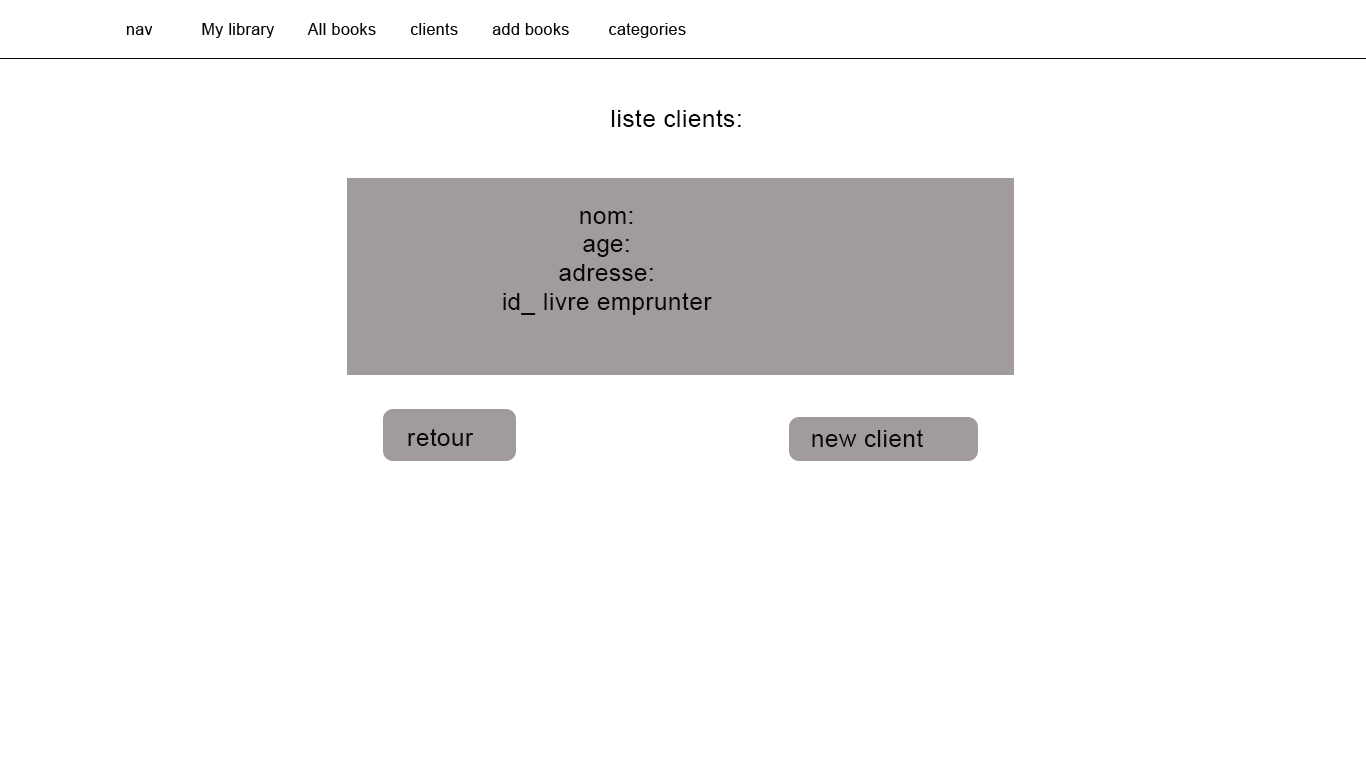 nav My library All books clients add books categories
liste clients:
nom:
age:
adresse:
id_ livre emprunter
retour new client